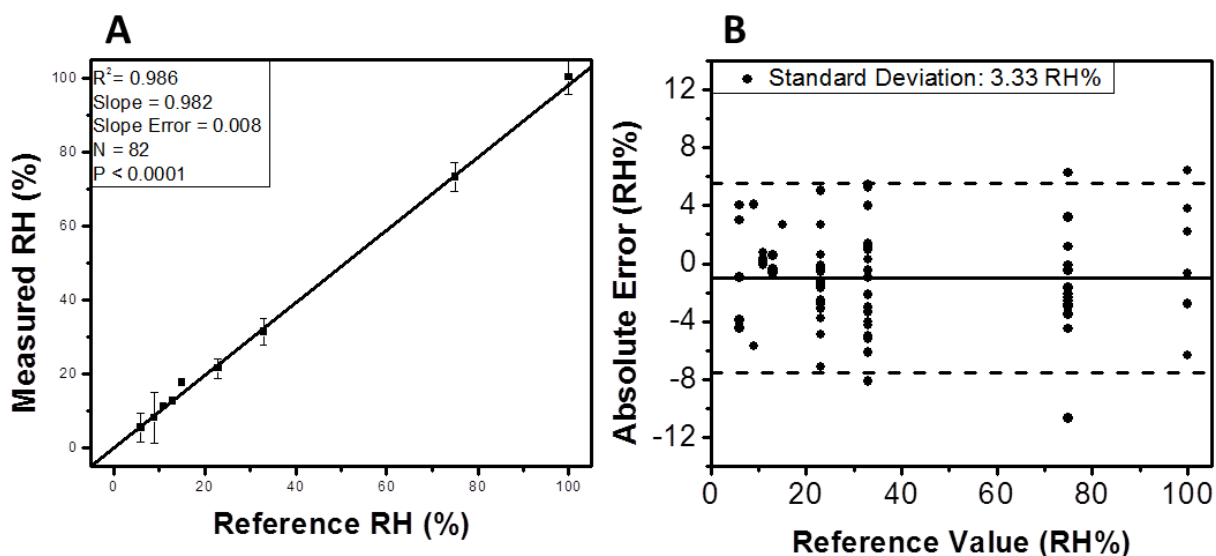 A
R²= 0.986
Slope = 0.982
Slope Error = 0.008
N = 82
P < 0.0001
Measured RH (%)
100
80
60
40
20
0
0 20 40 60 80 100
Reference RH (%)
B
Standard Deviation: 3.33 RH%
Absolute Error (RH%)
12
8
4
0
-4
-8
-12
0 20 40 60 80 100
Reference Value (RH%)